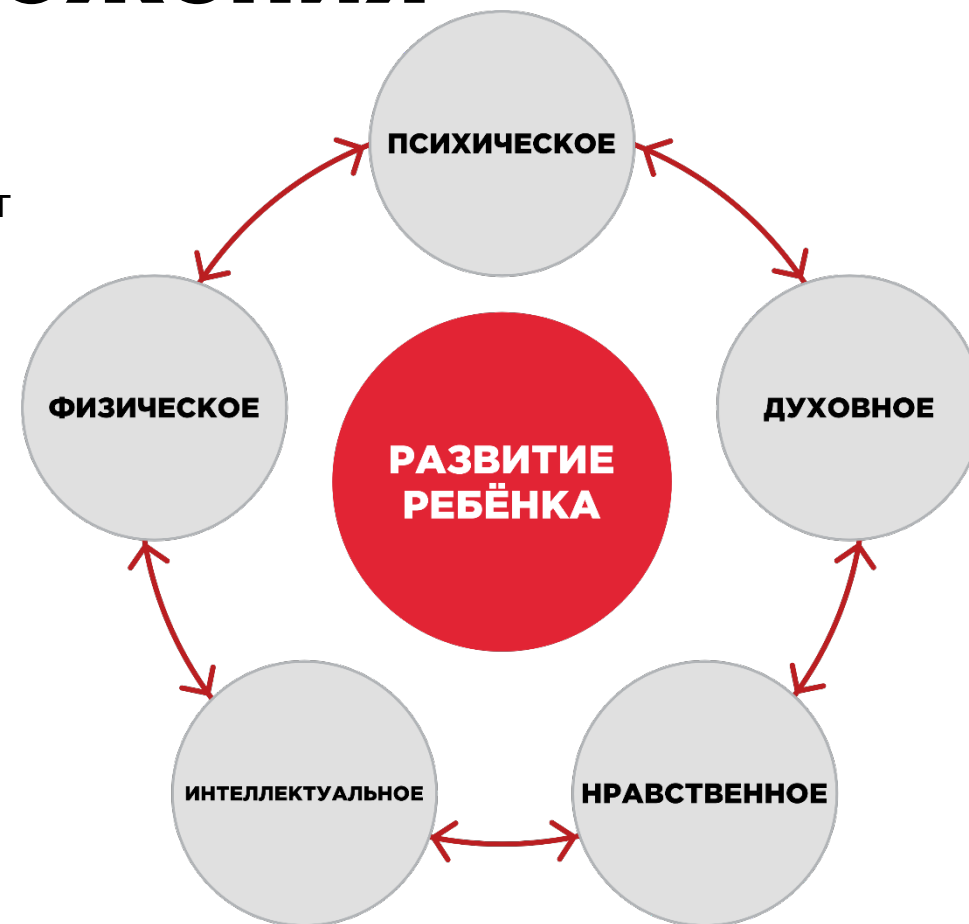 ПСИХИЧЕСКОЕ
т
ФИЗИЧЕСКОЕ
ДУХОВНОЕ
РАЗВИТИЕ
РЕБЁНКА
ИНТЕЛЛЕКТУАЛЬНОЕ
НРАВСТВЕННОЕ